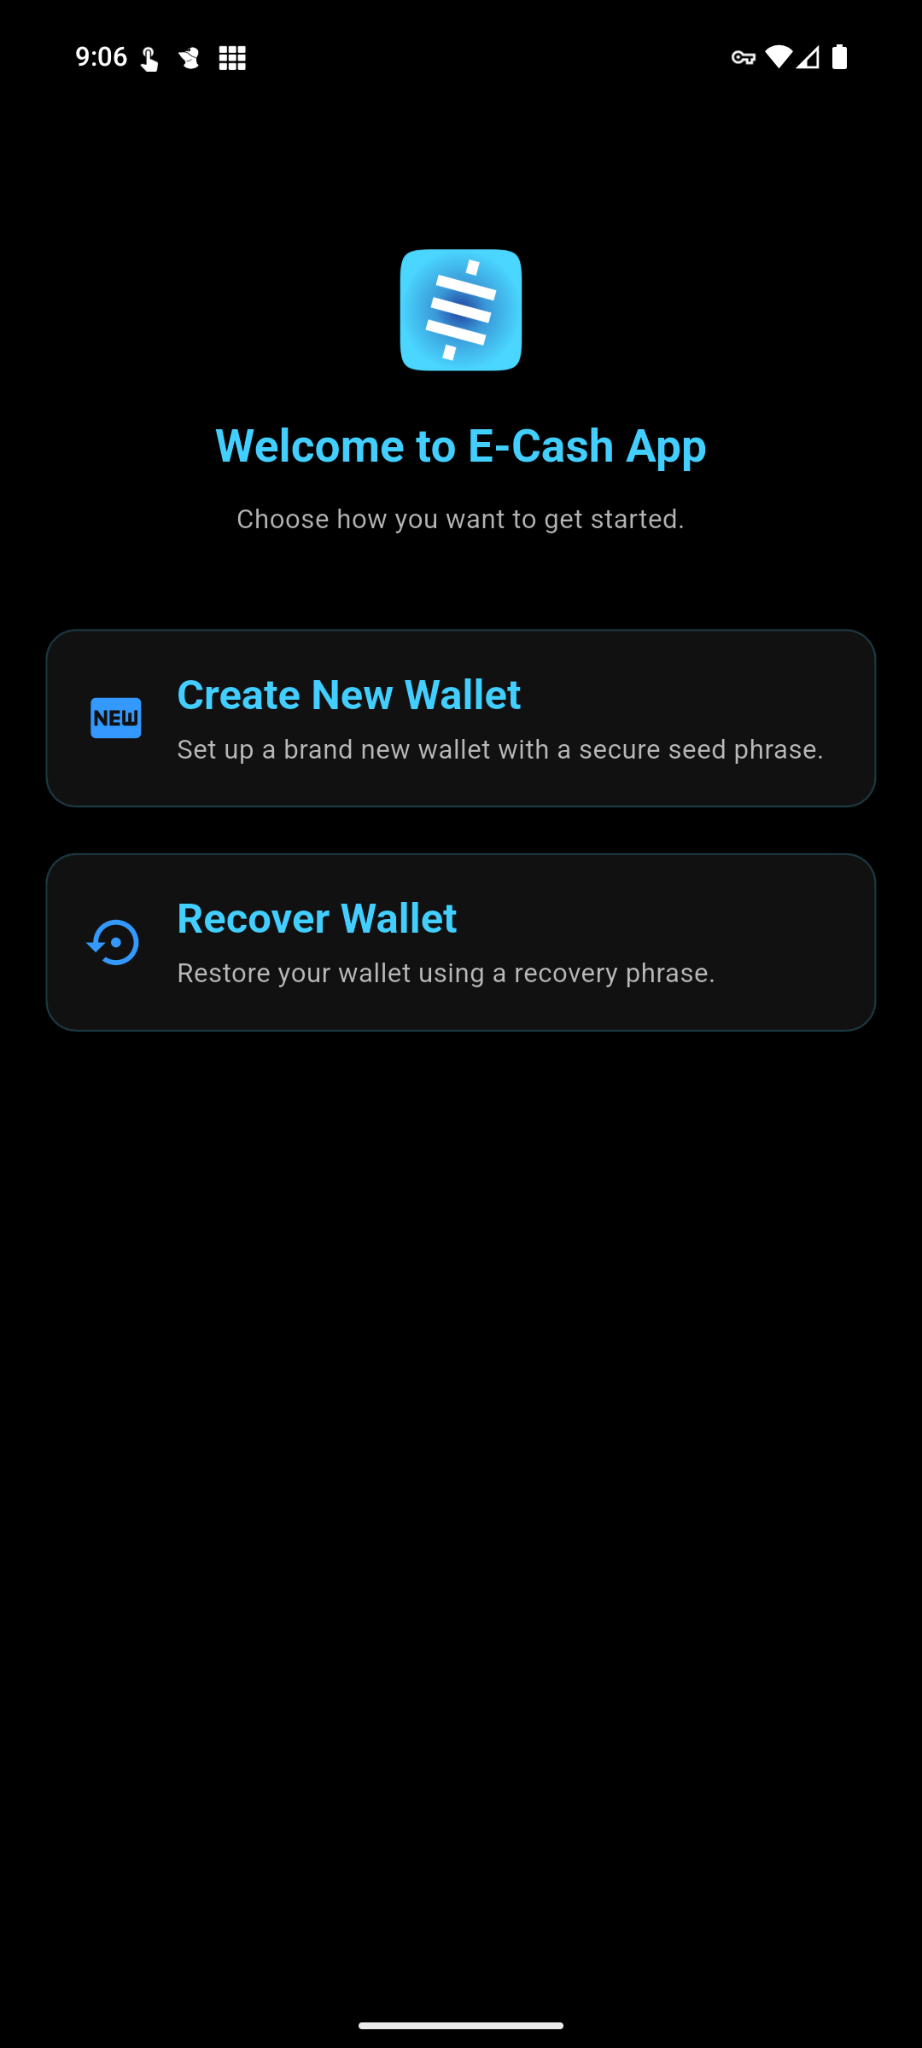 9:06
Welcome to E-Cash App
Choose how you want to get started.
NEW
Create New Wallet
Set up a brand new wallet with a secure seed phrase.
Recover Wallet
Restore your wallet using a recovery phrase.